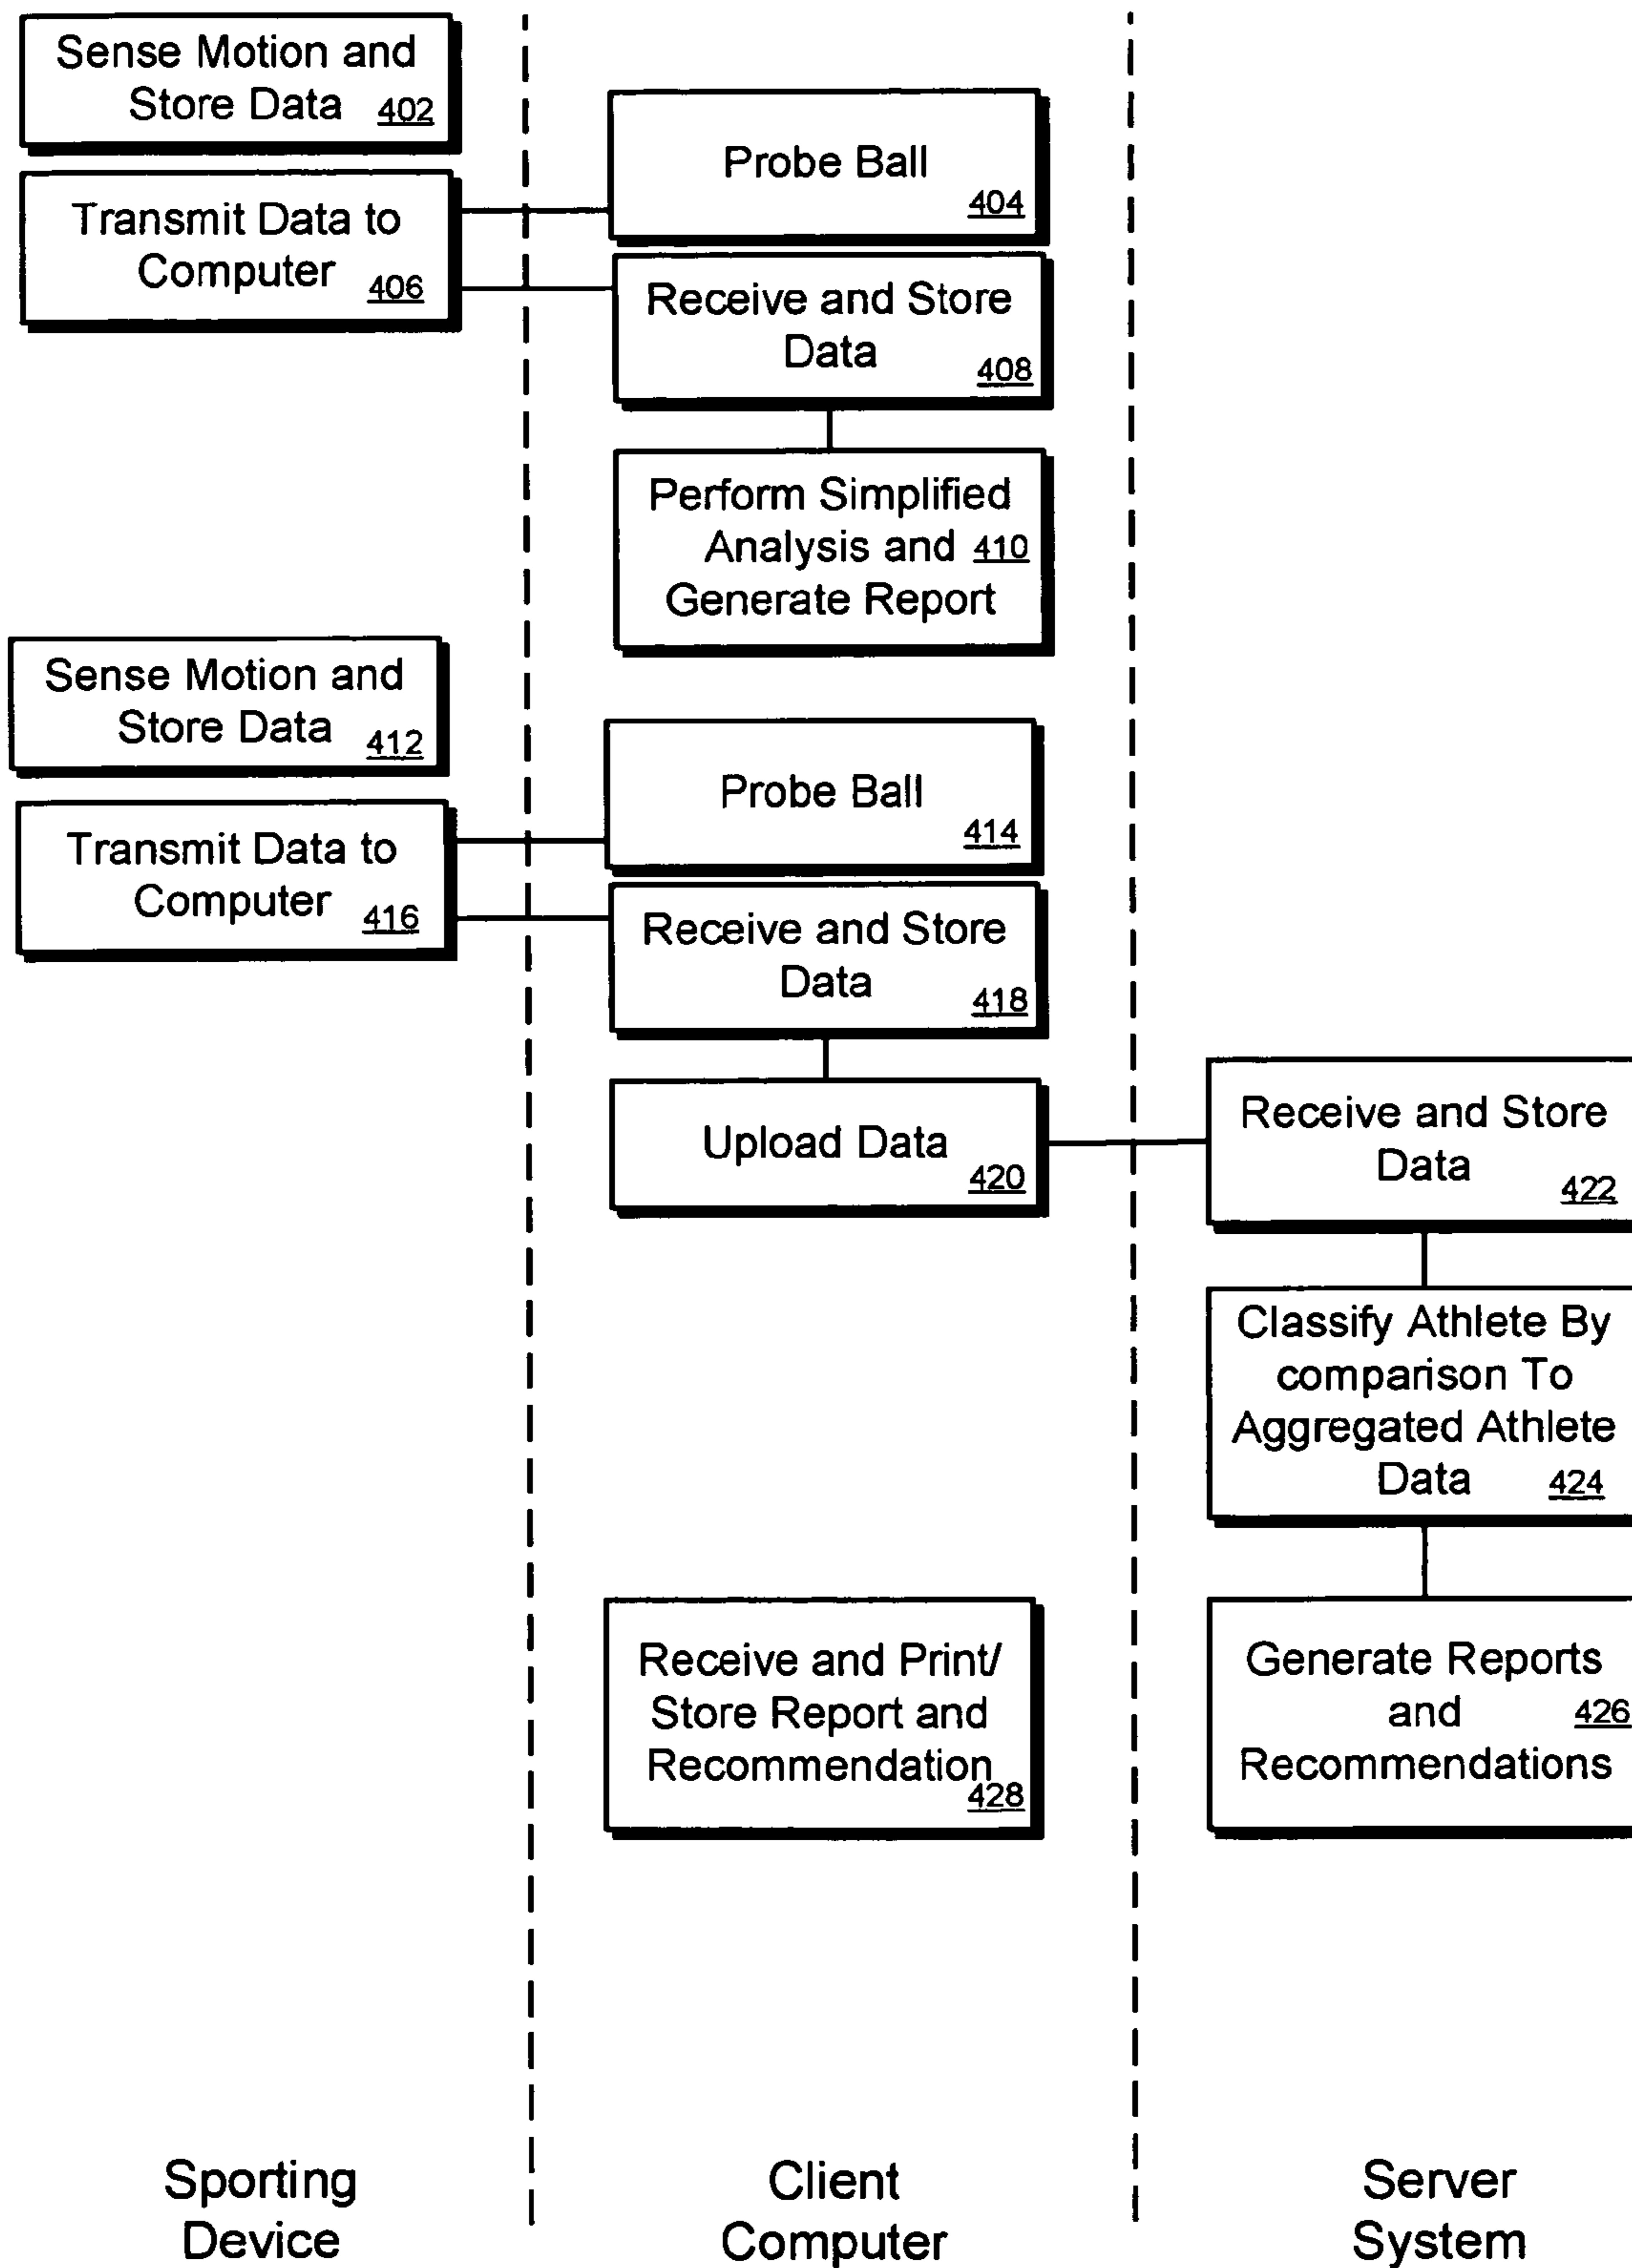 Sense Motion and
Store Data 402
Probe Ball
404
Transmit Data to
Computer 406
Receive and Store
Data
408
Perform Simplified
Analysis and 410
Generate Report
Sense Motion and
Store Data 412
Probe Ball
414
Transmit Data to
Computer 416
Receive and Store
Data 418
Upload Data
420
Receive and Store
Data 422
Classify Athlete By
comparison To
Aggregated Athlete
Data 424
Generate Reports
and 426
Recommendations
Receive and Print/
Store Report and
Recommendation
428
Sporting
Device
Client
Computer
Server
System